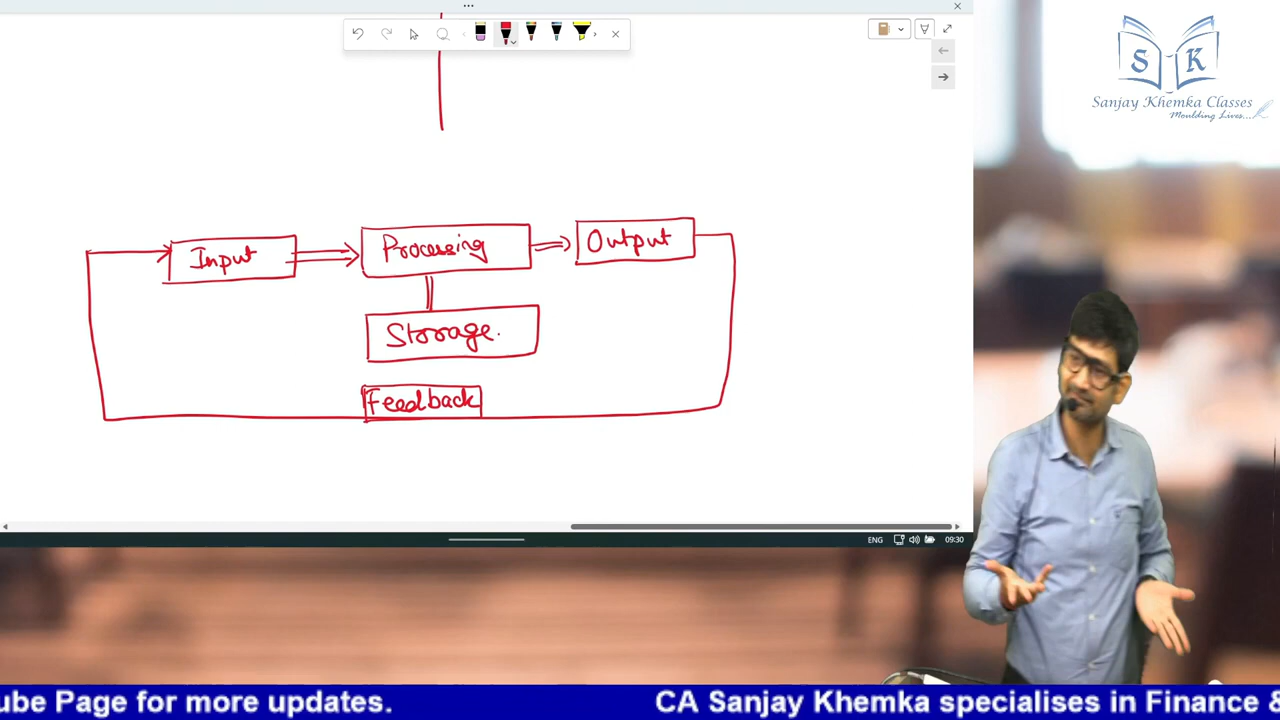 S K
Sanjay Khemka Classes
Moulding Lives...
Input
Processing
Output
Storage.
Feedback
ENG
09:30
ube Page for more updates.
CA Sanjay Khemka specialises in Finance &